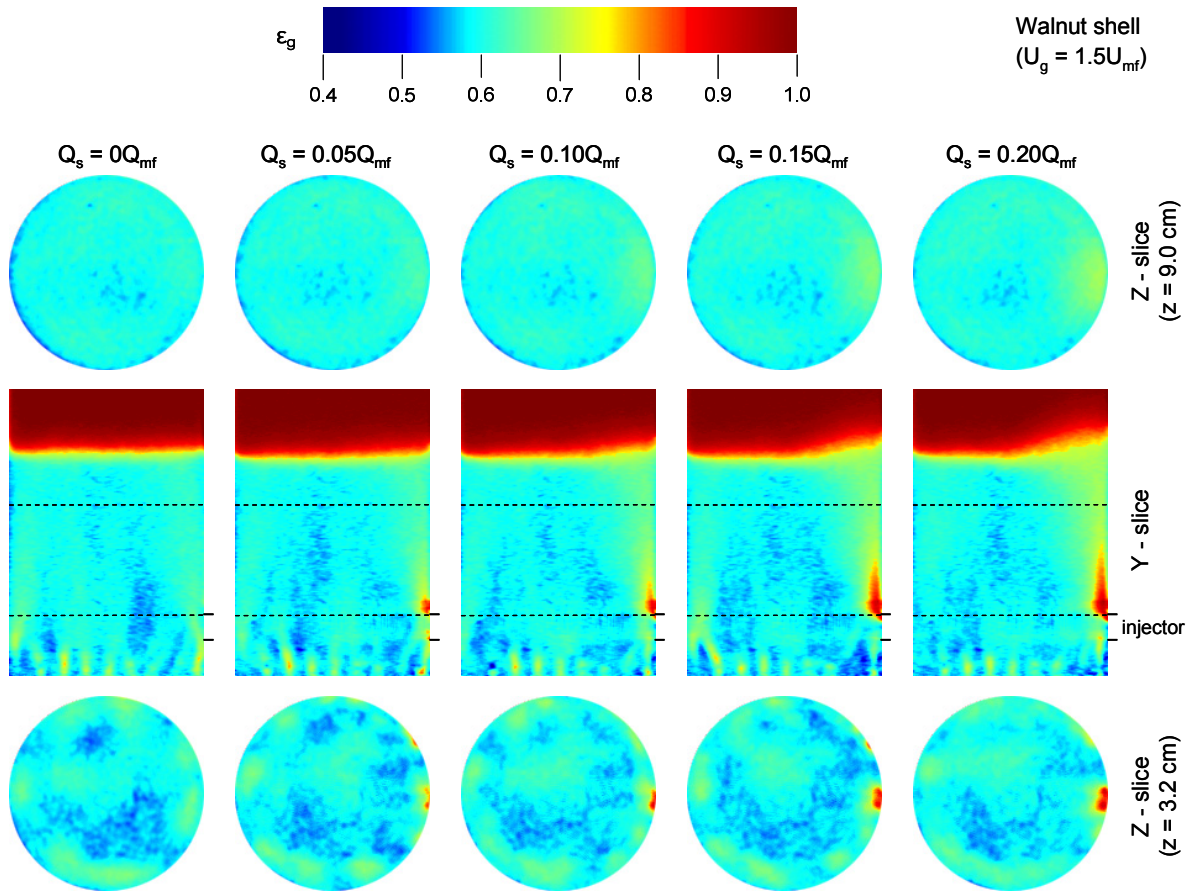 εg
Walnut shell
(Ug = 1.5Umf)
0.4 0.5 0.6 0.7 0.8 0.9 1.0
Qs = 0Qmf Qs = 0.05Qmf Qs = 0.10Qmf Qs = 0.15Qmf Qs = 0.20Qmf
Z - slice
(z = 9.0 cm)
Y - slice
injector
Z - slice
(z = 3.2 cm)